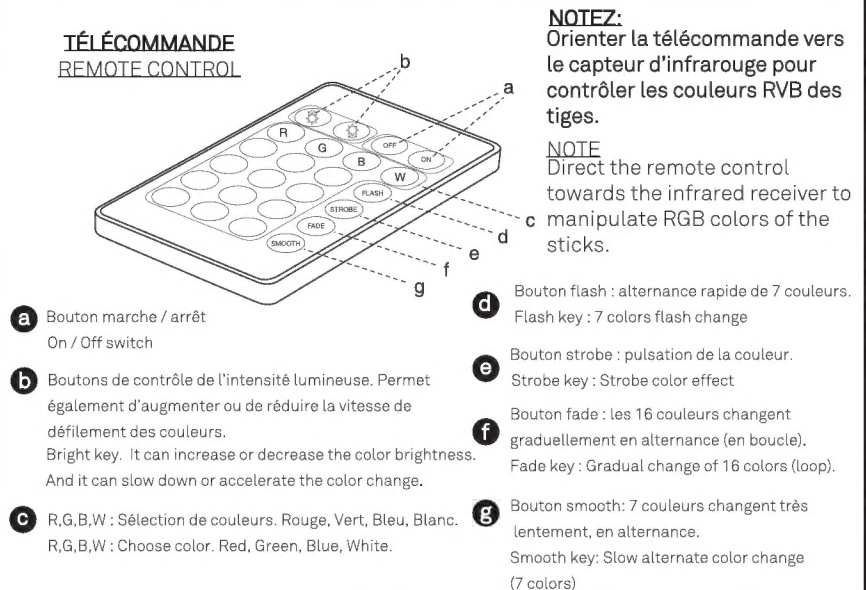 TÉLÉCOMMANDE
REMOTE CONTROL
b
a
R
G
B
W
OFF
ON
FLASH
STROBE
FADE
SMOOTH
c
d
e
f
g
NOTEZ:
Orienter la télécommande vers
le capteur d'infrarouge pour
contrôler les couleurs RVB des
tiges.
NOTE
Direct the remote control
towards the infrared receiver to
manipulate RGB colors of the
sticks.
a Bouton marche / arrêt
On / Off switch
b Boutons de contrôle de l'intensité lumineuse. Permet
également d'augmenter ou de réduire la vitesse de
défilement des couleurs.
Bright key. It can increase or decrease the color brightness.
And it can slow down or accelerate the color change.
c R,G,B,W : Sélection de couleurs. Rouge, Vert, Bleu, Blanc.
R,G,B,W : Choose color. Red, Green, Blue, White.
d Bouton flash : alternance rapide de 7 couleurs.
Flash key : 7 colors flash change
e Bouton strobe : pulsation de la couleur.
Strobe key : Strobe color effect
f Bouton fade : les 16 couleurs changent
graduellement en alternance (en boucle).
Fade key : Gradual change of 16 colors (loop).
g Bouton smooth: 7 couleurs changent très
lentement, en alternance.
Smooth key: Slow alternate color change
(7 colors)